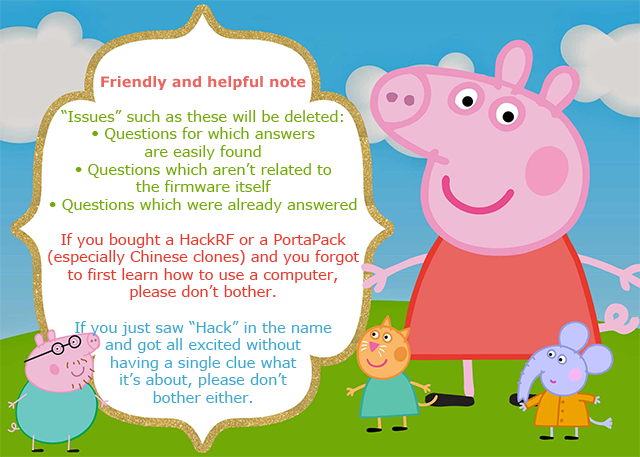 Friendly and helpful note
“Issues” such as these will be deleted:
• Questions for which answers
are easily found
• Questions which aren’t related to
the firmware itself
• Questions which were already answered
If you bought a HackRF or a PortaPack
(especially Chinese clones) and you forgot
to first learn how to use a computer,
please don’t bother.
If you just saw “Hack” in the name
and got all excited without
having a single clue what
it’s about, please don’t
bother either.